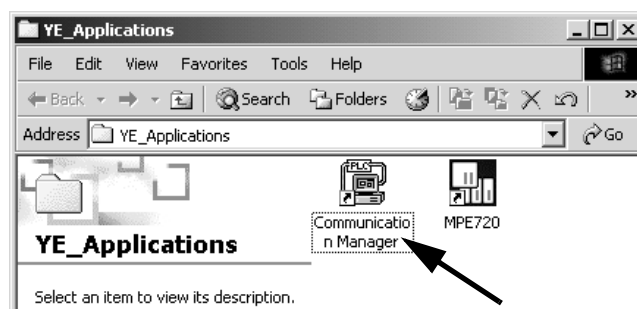 YE_Applications
File Edit View Favorites Tools Help
Back Search Folders »
Address YE_Applications Go
PLC
Communicatio
n Manager
MPE720
YE_Applications
Select an item to view its description.